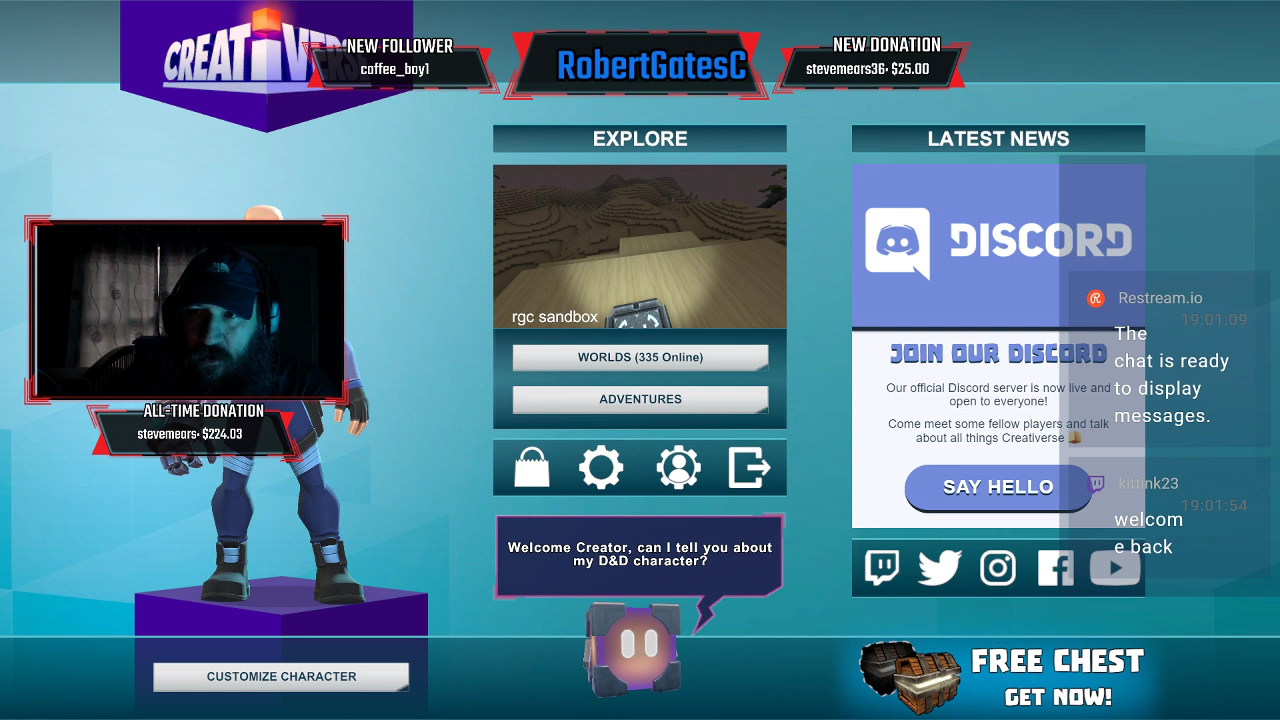 CREATIVERSE
NEW FOLLOWER
coffee_boy1
RobertGatesC
NEW DONATION
stevemears36• $25.00
ALL-TIME DONATION
stevemears• $224.03
CUSTOMIZE CHARACTER
EXPLORE
rgc sandbox
WORLDS (335 Online)
ADVENTURES
Welcome Creator, can I tell you about
my D&D character?
LATEST NEWS
DISCORD
JOIN OUR DISCORD
Our official Discord server is now live and
open to everyone!
Come meet some fellow players and talk
about all things Creativerse
SAY HELLO
Restream.io
19:01:09
The
chat is ready
to display
messages.
kittink23
19:01:54
welcom
e back
FREE CHEST
GET NOW!